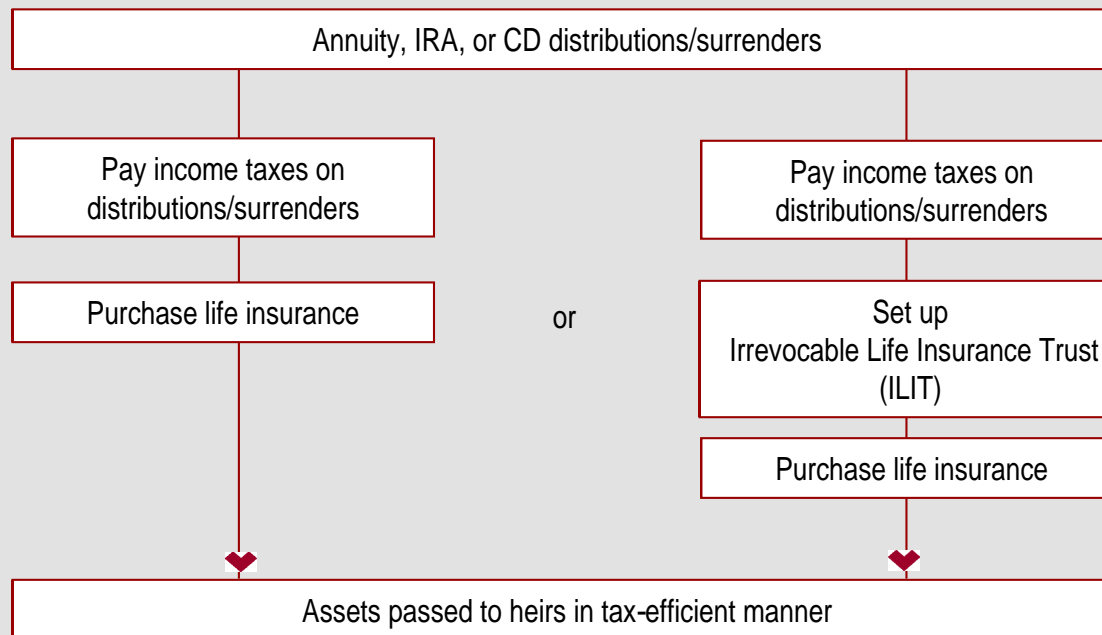 Annuity, IRA, or CD distributions/surrenders
Pay income taxes on
distributions/surrenders
Purchase life insurance
or
Pay income taxes on
distributions/surrenders
Set up
Irrevocable Life Insurance Trust
(ILIT)
Purchase life insurance
Assets passed to heirs in tax-efficient manner